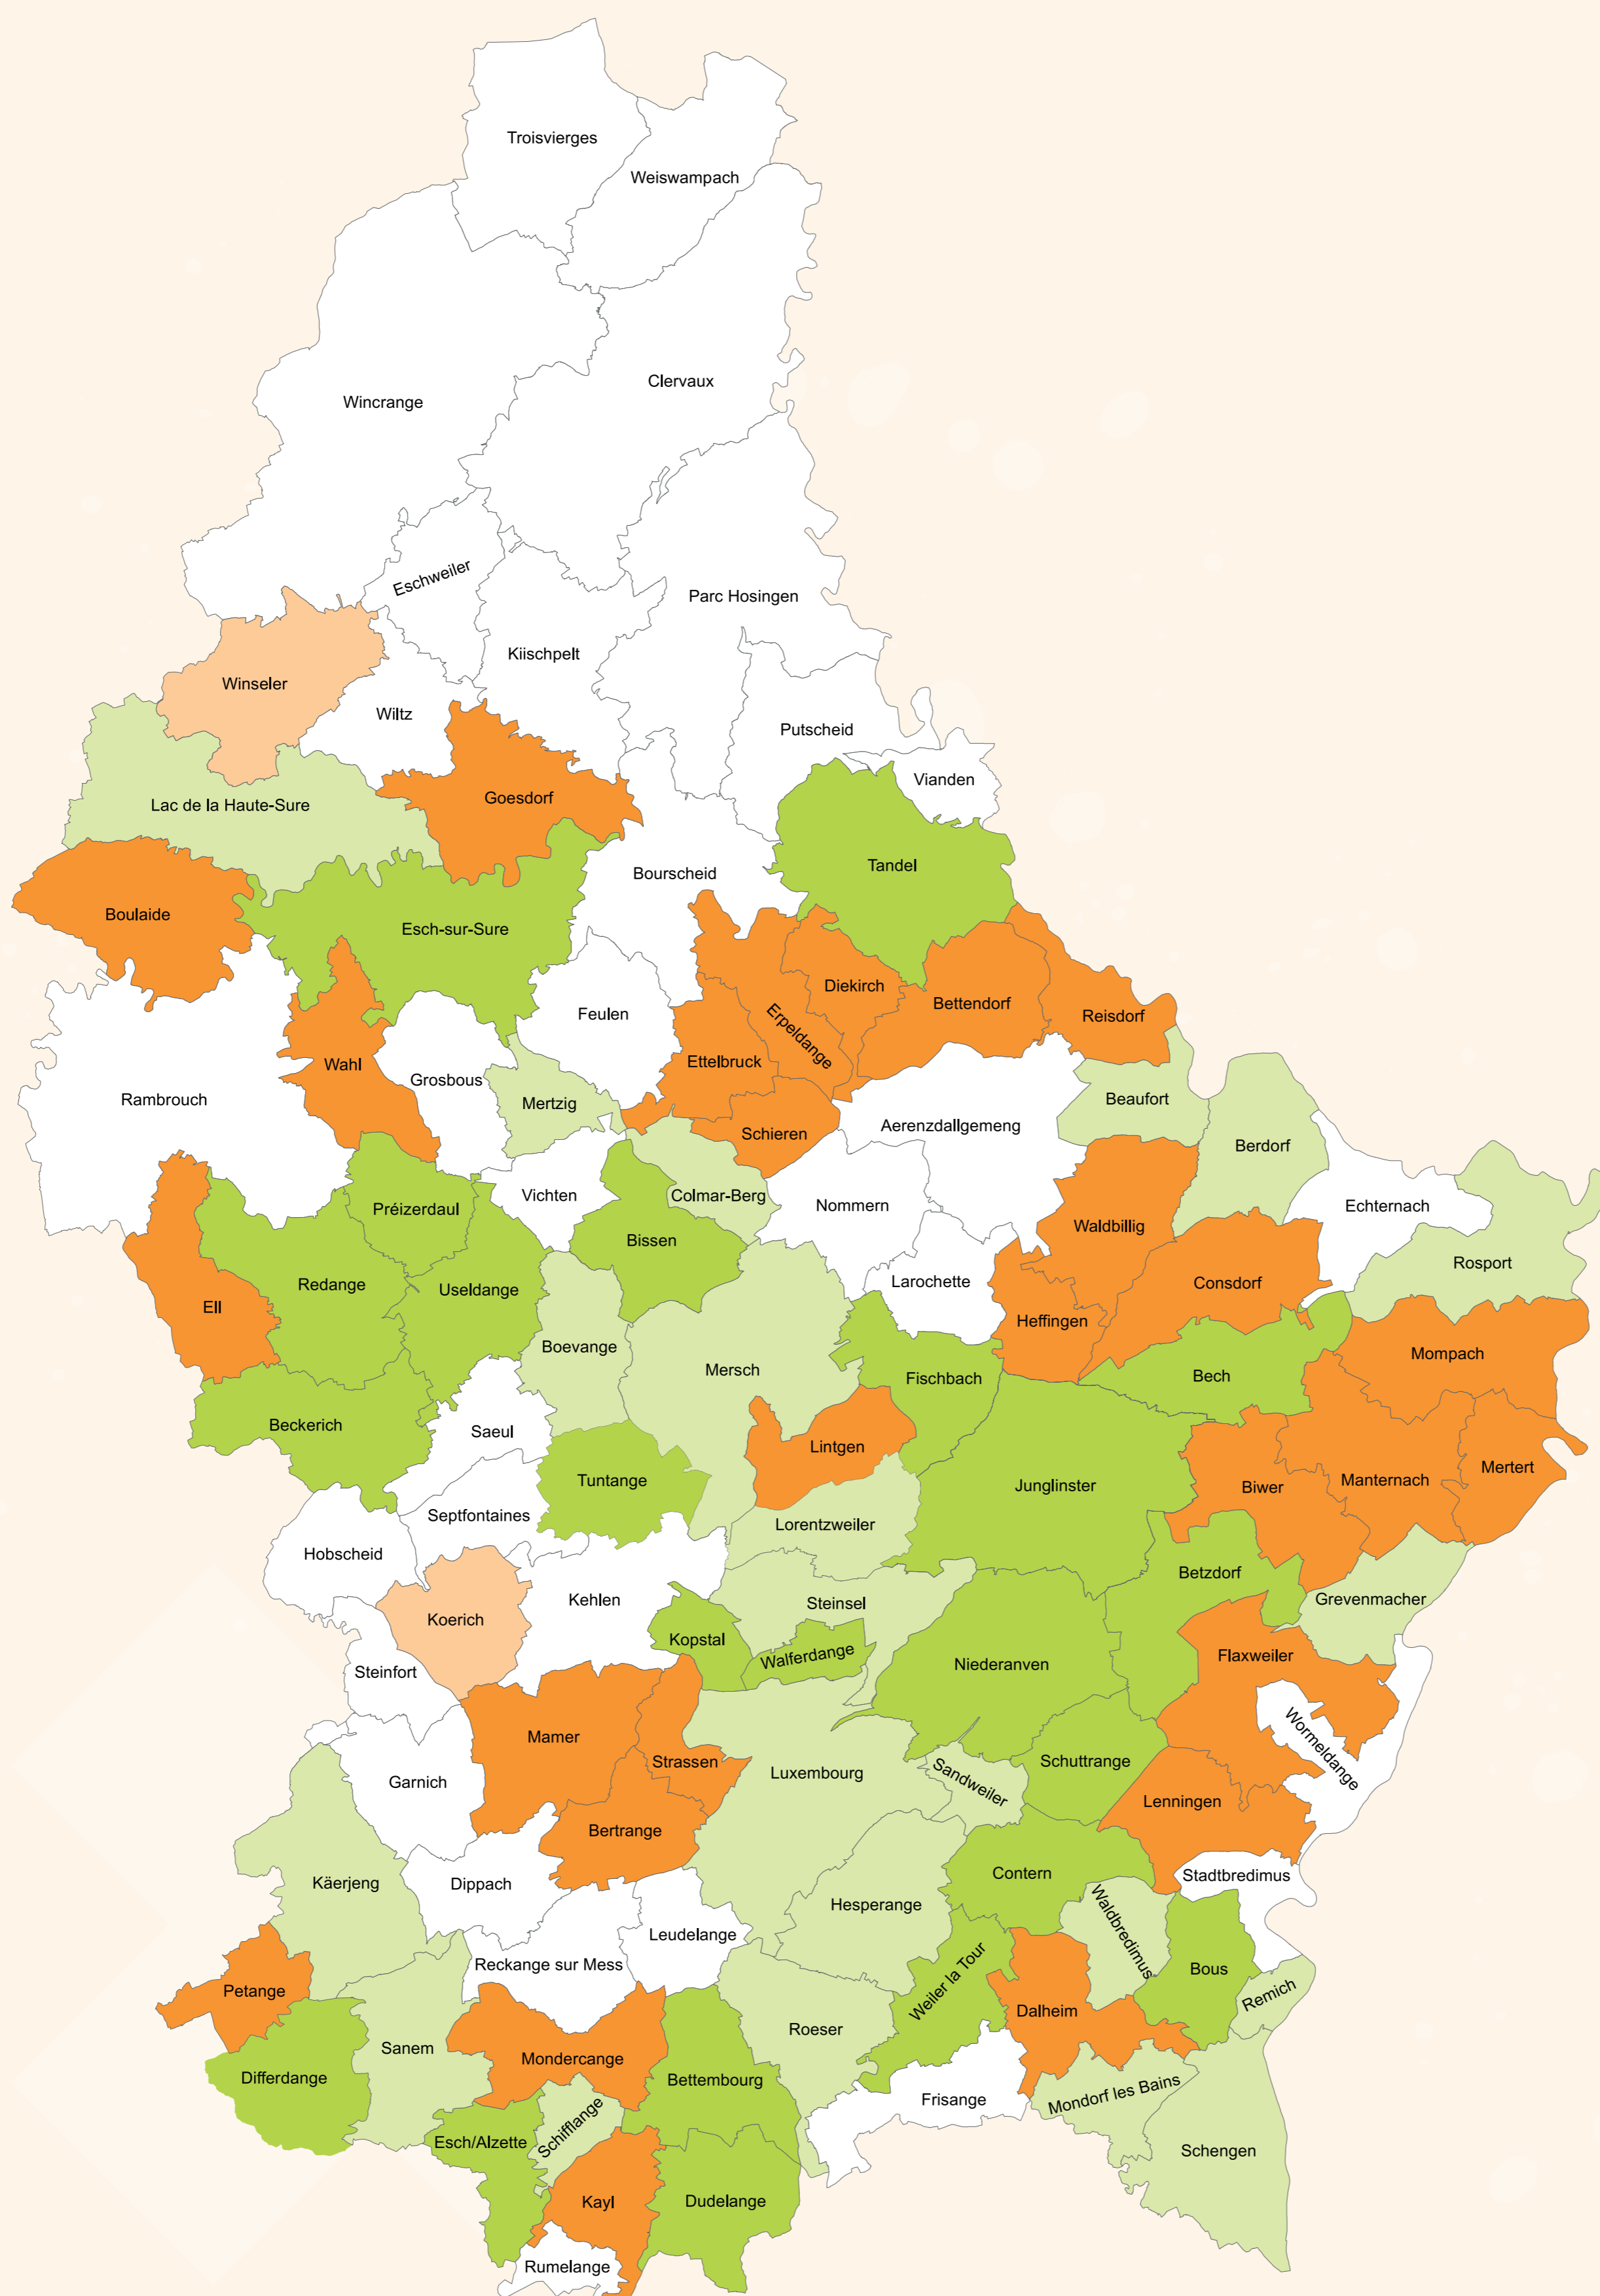 Troisvierges
Weiswampach
Clervaux
Wincrange
Eschweiler
Parc Hosingen
Kiischpelt
Winseler
Wiltz
Putscheid
Vianden
Goesdorf
Lac de la Haute-Sure
Tandel
Bourscheid
Boulaide
Esch-sur-Sure
Diekirch
Bettendorf
Feulen
Reisdorf
Erpeldange
Ettelbruck
Wahl
Grosbous
Rambrouch
Mertzig
Beaufort
Aerenzdallgemeng
Schieren
Berdorf
Colmar-Berg
Vichten
Nommern
Echternach
Préizerdaul
Waldbillig
Bissen
Rosport
Larochette
Consdorf
Redange
Useldange
Ell
Heffingen
Boevange
Mompach
Mersch
Bech
Fischbach
Beckerich
Saeul
Lintgen
Mertert
Tuntange
Manternach
Junglinster
Biwer
Septfontaines
Lorentzweiler
Hobscheid
Betzdorf
Kehlen
Steinsel
Grevenmacher
Koerich
Kopstal
Walferdange
Flaxweiler
Niederanven
Steinfort
Mamer
Wormeldange
Strassen
Schuttrange
Luxembourg
Garnich
Sandweiler
Lenningen
Bertrange
Contern
Stadtbredimus
Käerjeng
Dippach
Hesperange
Waldbredimus
Leudelange
Reckange sur Mess
Bous
Weiler la Tour
Petange
Remich
Dalheim
Roeser
Sanem
Mondercange
Differdange
Bettembourg
Mondorf les Bains
Frisange
Schifflange
Esch/Alzette
Schengen
Kayl
Dudelange
Rumelange